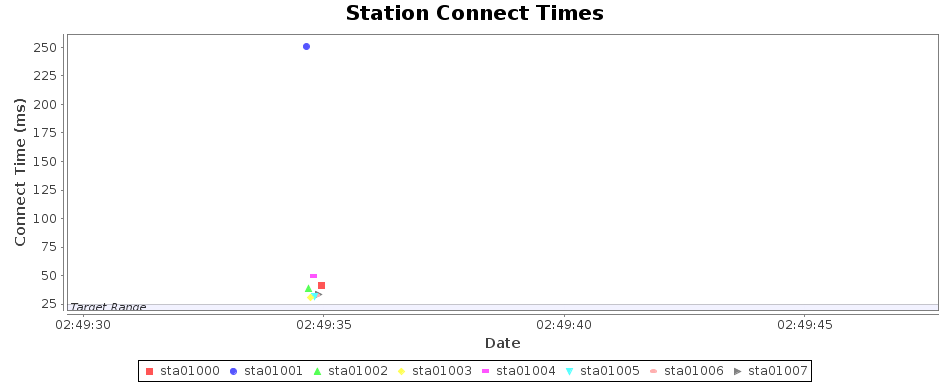 Station Connect Times
Connect Time (ms)
250
225
200
175
150
125
100
75
50
25
Target Range
02:49:30 02:49:35 02:49:40 02:49:45
Date
sta01000 sta01001 sta01002 sta01003 sta01004 sta01005 sta01006 sta01007